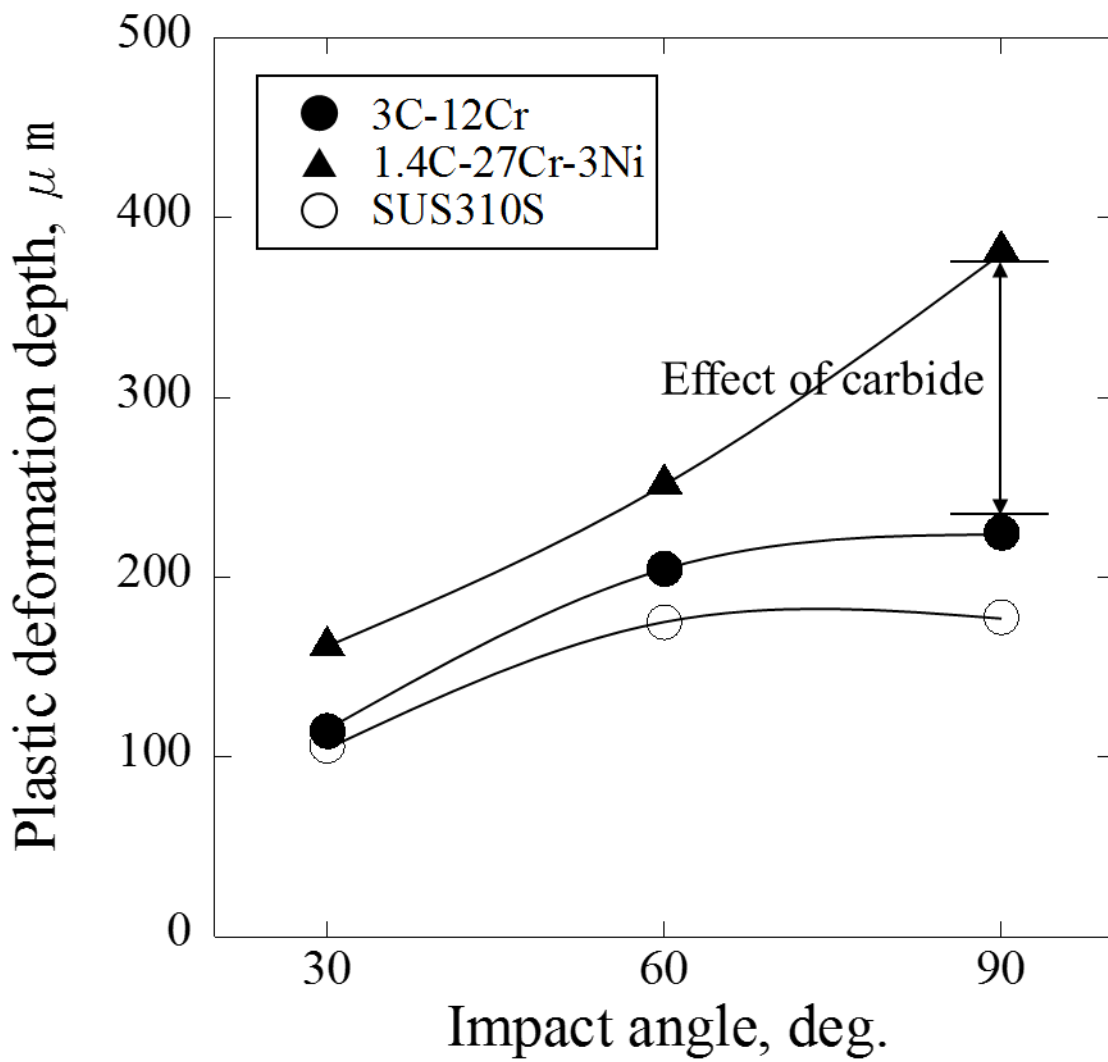 Plastic deformation depth, μm
500
400
300
200
100
0
3C-12Cr
1.4C-27Cr-3Ni
SUS310S
Effect of carbide
30 60 90
Impact angle, deg.